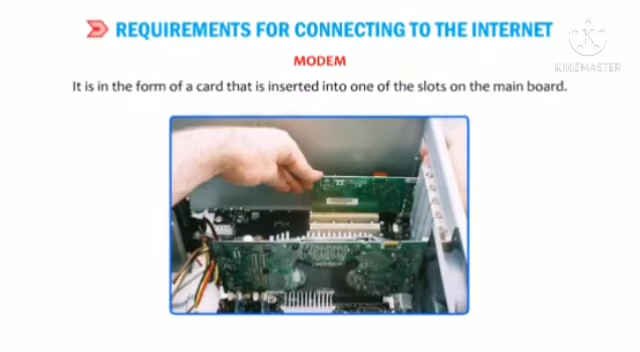 REQUIREMENTS FOR CONNECTING TO THE INTERNET
MODEM
It is in the form of a card that is inserted into one of the slots on the main board.
KINEMASTER